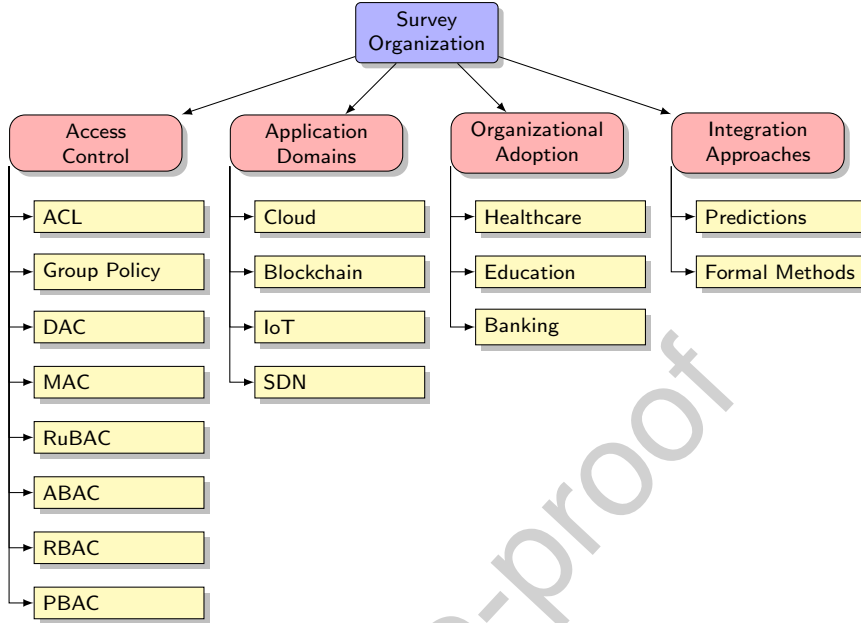 Survey
Organization
Access
Control
Application
Domains
Organizational
Adoption
Integration
Approaches
ACL
Group Policy
DAC
MAC
RuBAC
ABAC
RBAC
PBAC
Cloud
Blockchain
IoT
SDN
Healthcare
Education
Banking
Predictions
Formal Methods
-proof